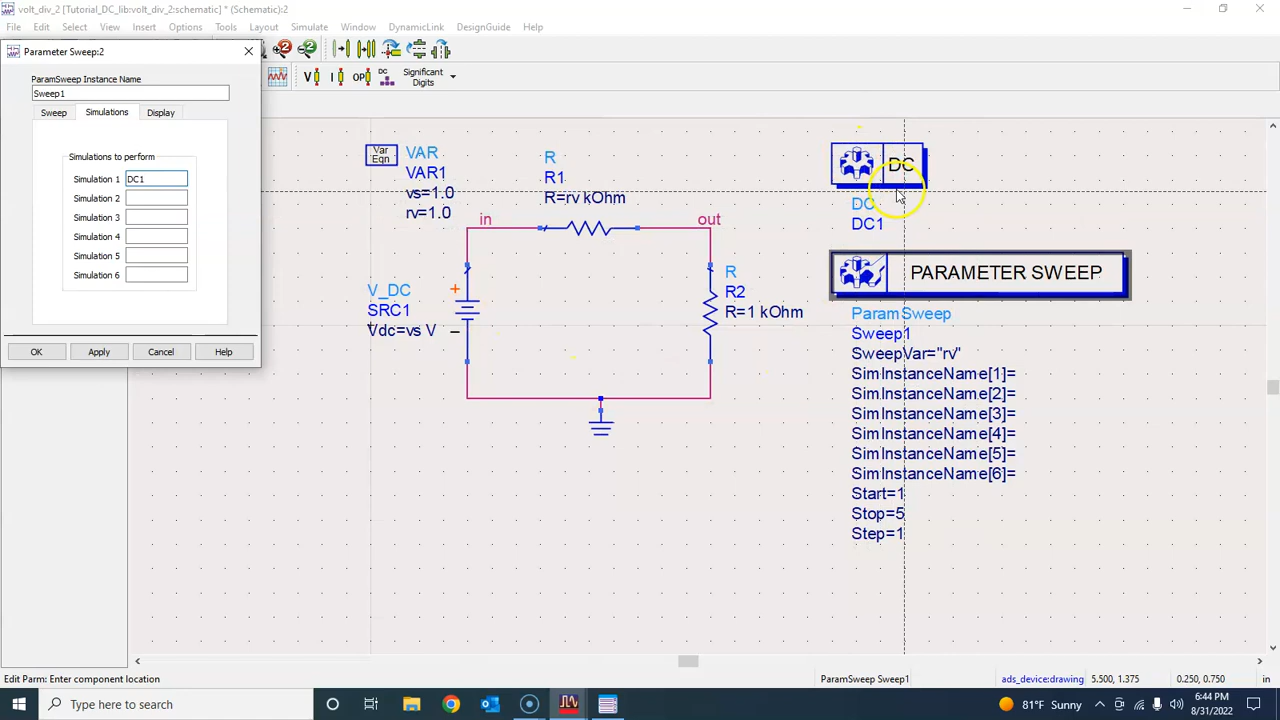 volt_div_2 [Tutorial_DC_lib:volt_div_2:schematic] * (Schematic):2
File Edit Select View Insert Options Tools Layout Simulate Window DynamicLink DesignGuide Help
Parameter Sweep:2
2 2
V I OP DC Significant Digits
ParamSweep Instance Name
Sweep1
Sweep Simulations Display
Simulations to perform
Simulation 1 DC1
Simulation 2
Simulation 3
Simulation 4
Simulation 5
Simulation 6
OK Apply Cancel Help
Var
Eqn
VAR
VAR1
vs=1.0
rv=1.0
R
R1
R=rv kOhm
in
out
V_DC
SRC1
Vdc=vs V
+
–
R
R2
R=1 kOhm
DC
DC
DC1
PARAMETER SWEEP
ParamSweep
Sweep1
SweepVar="rv"
SimInstanceName[1]=
SimInstanceName[2]=
SimInstanceName[3]=
SimInstanceName[4]=
SimInstanceName[5]=
SimInstanceName[6]=
Start=1
Stop=5
Step=1
Edit Parm: Enter component location
ParamSweep Sweep1
ads_device:drawing
5.500, 1.375
0.250, 0.750
in
Type here to search
81°F Sunny
6:44 PM
8/31/2022